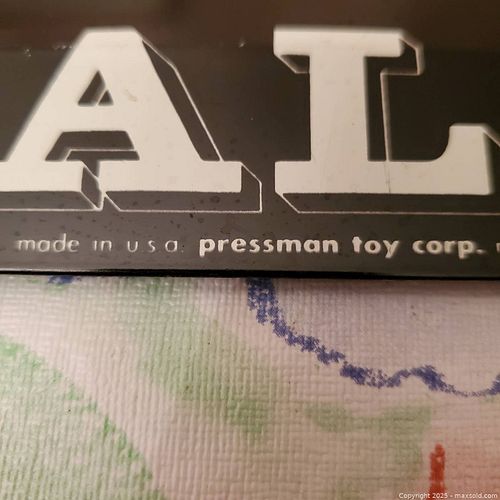 AL
made in u s a. pressman toy corp.
Copyright 2025 - maxsold.com